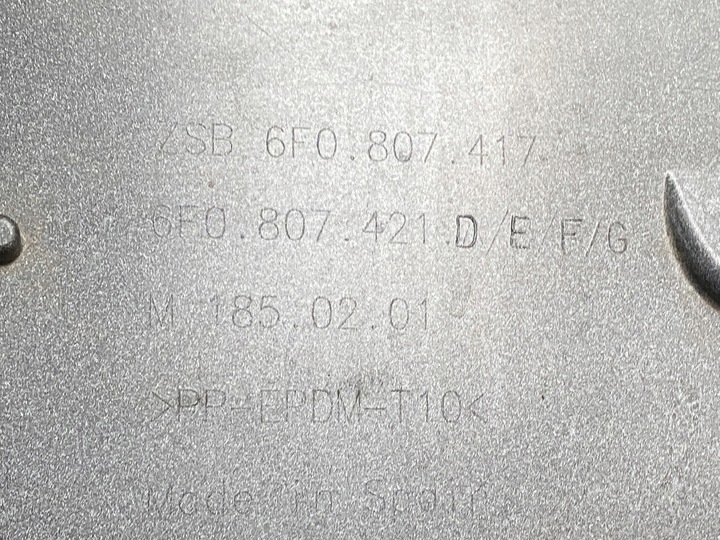 ZSB 6F0.807.417
6F0.807.421.D/E/F/G
M 185.02.01
>PP-EPDM-T10<
Made in Spain